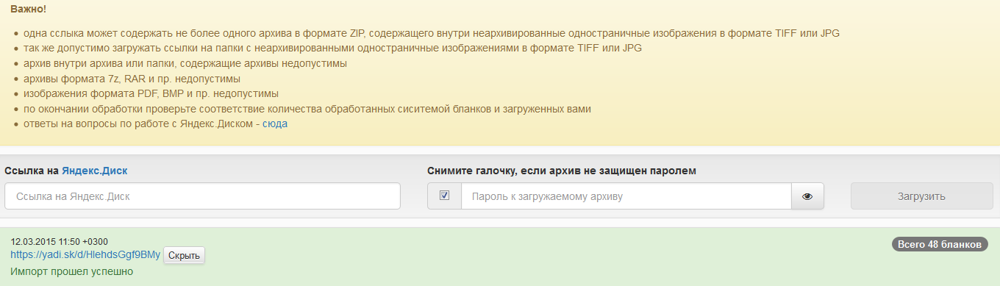 Важно!
одна сслыка может содержать не более одного архива в формате ZIP, содержащего внутри неархивированные одностраничные изображения в формате TIFF или JPG
так же допустимо загружать ссылки на папки с неархивированными одностраничные изображениями в формате TIFF или JPG
архив внутри архива или папки, содержащие архивы недопустимы
архивы формата 7z, RAR и пр. недопустимы
изображения формата PDF, BMP и пр. недопустимы
по окончании обработки проверьте соответствие количества обработанных сиситемой бланков и загруженных вами
ответы на вопросы по работе с Яндекс.Диском - сюда
Ссылка на Яндекс.Диск
Снимите галочку, если архив не защищен паролем
Ссылка на Яндекс.Диск
Пароль к загружаемому архиву
Загрузить
12.03.2015 11:50 +0300
Всего 48 бланков
https://yadi.sk/d/HlehdsGgf9BMy Скрыть
Импорт прошел успешно